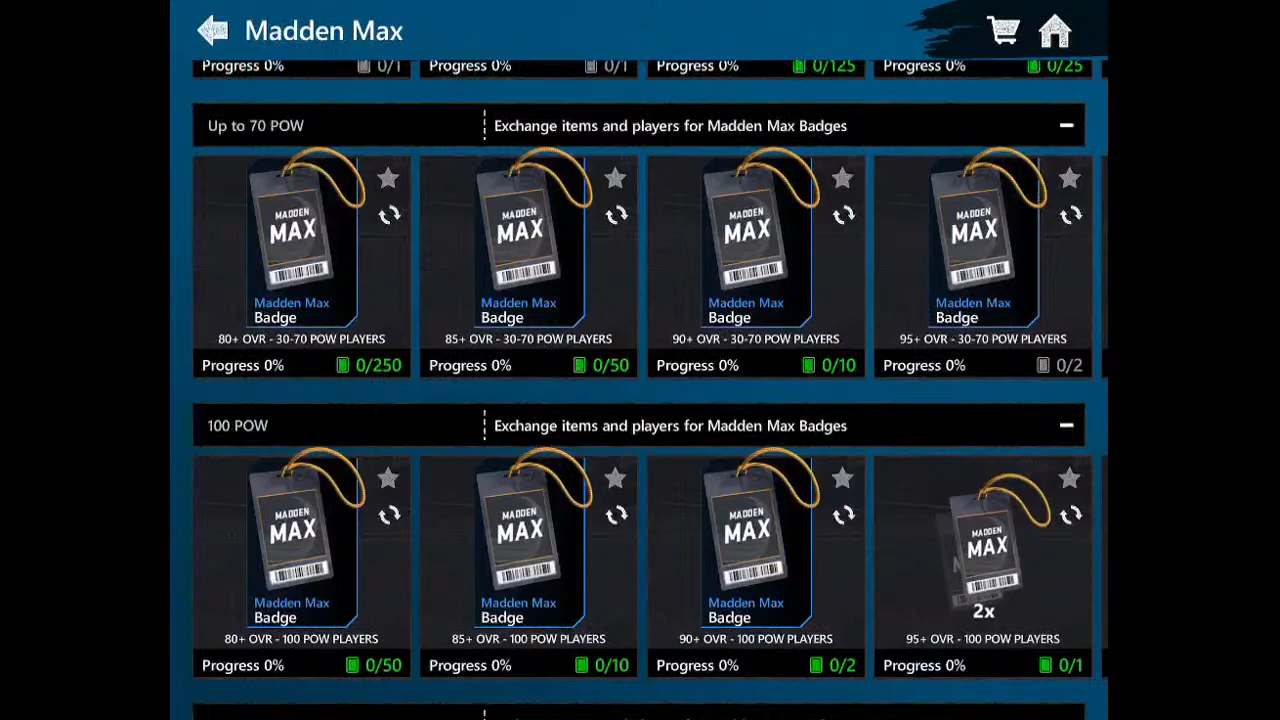 Madden Max
Progress 0% 0/1 Progress 0% 0/1 Progress 0% 0/125 Progress 0% 0/25
Up to 70 POW Exchange items and players for Madden Max Badges
MADDEN MAX MADDEN MAX MADDEN MAX MADDEN MAX
Madden Max Madden Max Madden Max Madden Max
Badge Badge Badge Badge
80+ OVR - 30-70 POW PLAYERS 85+ OVR - 30-70 POW PLAYERS 90+ OVR - 30-70 POW PLAYERS 95+ OVR - 30-70 POW PLAYERS
Progress 0% 0/250 Progress 0% 0/50 Progress 0% 0/10 Progress 0% 0/2
100 POW Exchange items and players for Madden Max Badges
MADDEN MAX MADDEN MAX MADDEN MAX MADDEN MAX
Madden Max Madden Max Madden Max 2x
Badge Badge Badge
80+ OVR - 100 POW PLAYERS 85+ OVR - 100 POW PLAYERS 90+ OVR - 100 POW PLAYERS 95+ OVR - 100 POW PLAYERS
Progress 0% 0/50 Progress 0% 0/10 Progress 0% 0/2 Progress 0% 0/1
Exchange items and players for Madden Max Badges